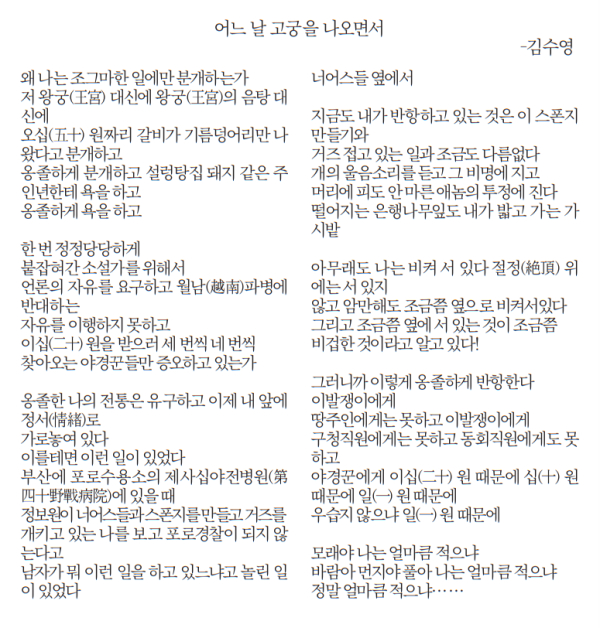 어느 날 고궁을 나오면서
-김수영
왜 나는 조그마한 일에만 분개하는가
저 왕궁(王宮) 대신에 왕궁(王宮)의 음탕 대
신에
오십(五十) 원짜리 갈비가 기름덩어리만 나
왔다고 분개하고
옹졸하게 분개하고 설렁탕집 돼지 같은 주
인년한테 욕을 하고
옹졸하게 욕을 하고
한 번 정정당당하게
붙잡혀간 소설가를 위해서
언론의 자유를 요구하고 월남(越南)파병에
반대하는
자유를 이행하지 못하고
이십(二十) 원을 받으러 세 번씩 네 번씩
찾아오는 야경꾼들만 증오하고 있는가
옹졸한 나의 전통은 유구하고 이제 내 앞에
정서(情緖)로
가로놓여 있다
이를테면 이런 일이 있었다
부산에 포로수용소의 제사십야전병원(第
四十野戰病院)에 있을 때
정보원이 너어스들과 스폰지를 만들고 거즈를
개키고 있는 나를 보고 포로경찰이 되지 않
는다고
남자가 뭐 이런 일을 하고 있느냐고 놀린 일
이 있었다
너어스들 옆에서
지금도 내가 반항하고 있는 것은 이 스폰지
만들기와
거즈 접고 있는 일과 조금도 다름없다
개의 울음소리를 듣고 그 비명에 지고
머리에 피도 안 마른 애놈의 투정에 진다
떨어지는 은행나무잎도 내가 밟고 가는 가
시밭
아무래도 나는 비켜 서 있다 절정(絶頂) 위
에는 서 있지
않고 암만해도 조금쯤 옆으로 비켜서있다
그리고 조금쯤 옆에 서 있는 것이 조금쯤
비겁한 것이라고 알고 있다!
그러니까 이렇게 옹졸하게 반항한다
이발쟁이에게
땅주인에게는 못하고 이발쟁이에게
구청직원에게는 못하고 동회직원에게도 못
하고
야경꾼에게 이십(二十) 원 때문에 십(十) 원
때문에 일(一) 원 때문에
우습지 않으냐 일(一) 원 때문에
모래야 나는 얼마큼 적으냐
바람아 먼지야 풀아 나는 얼마큼 적으냐
정말 얼마큼 적으냐……